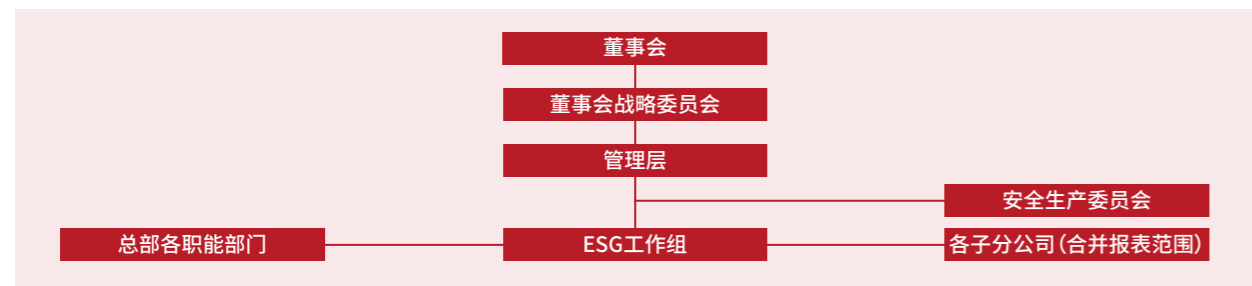 董事会
董事会战略委员会
管理层
安全生产委员会
总部各职能部门
ESG工作组
各子分公司(合并报表范围)